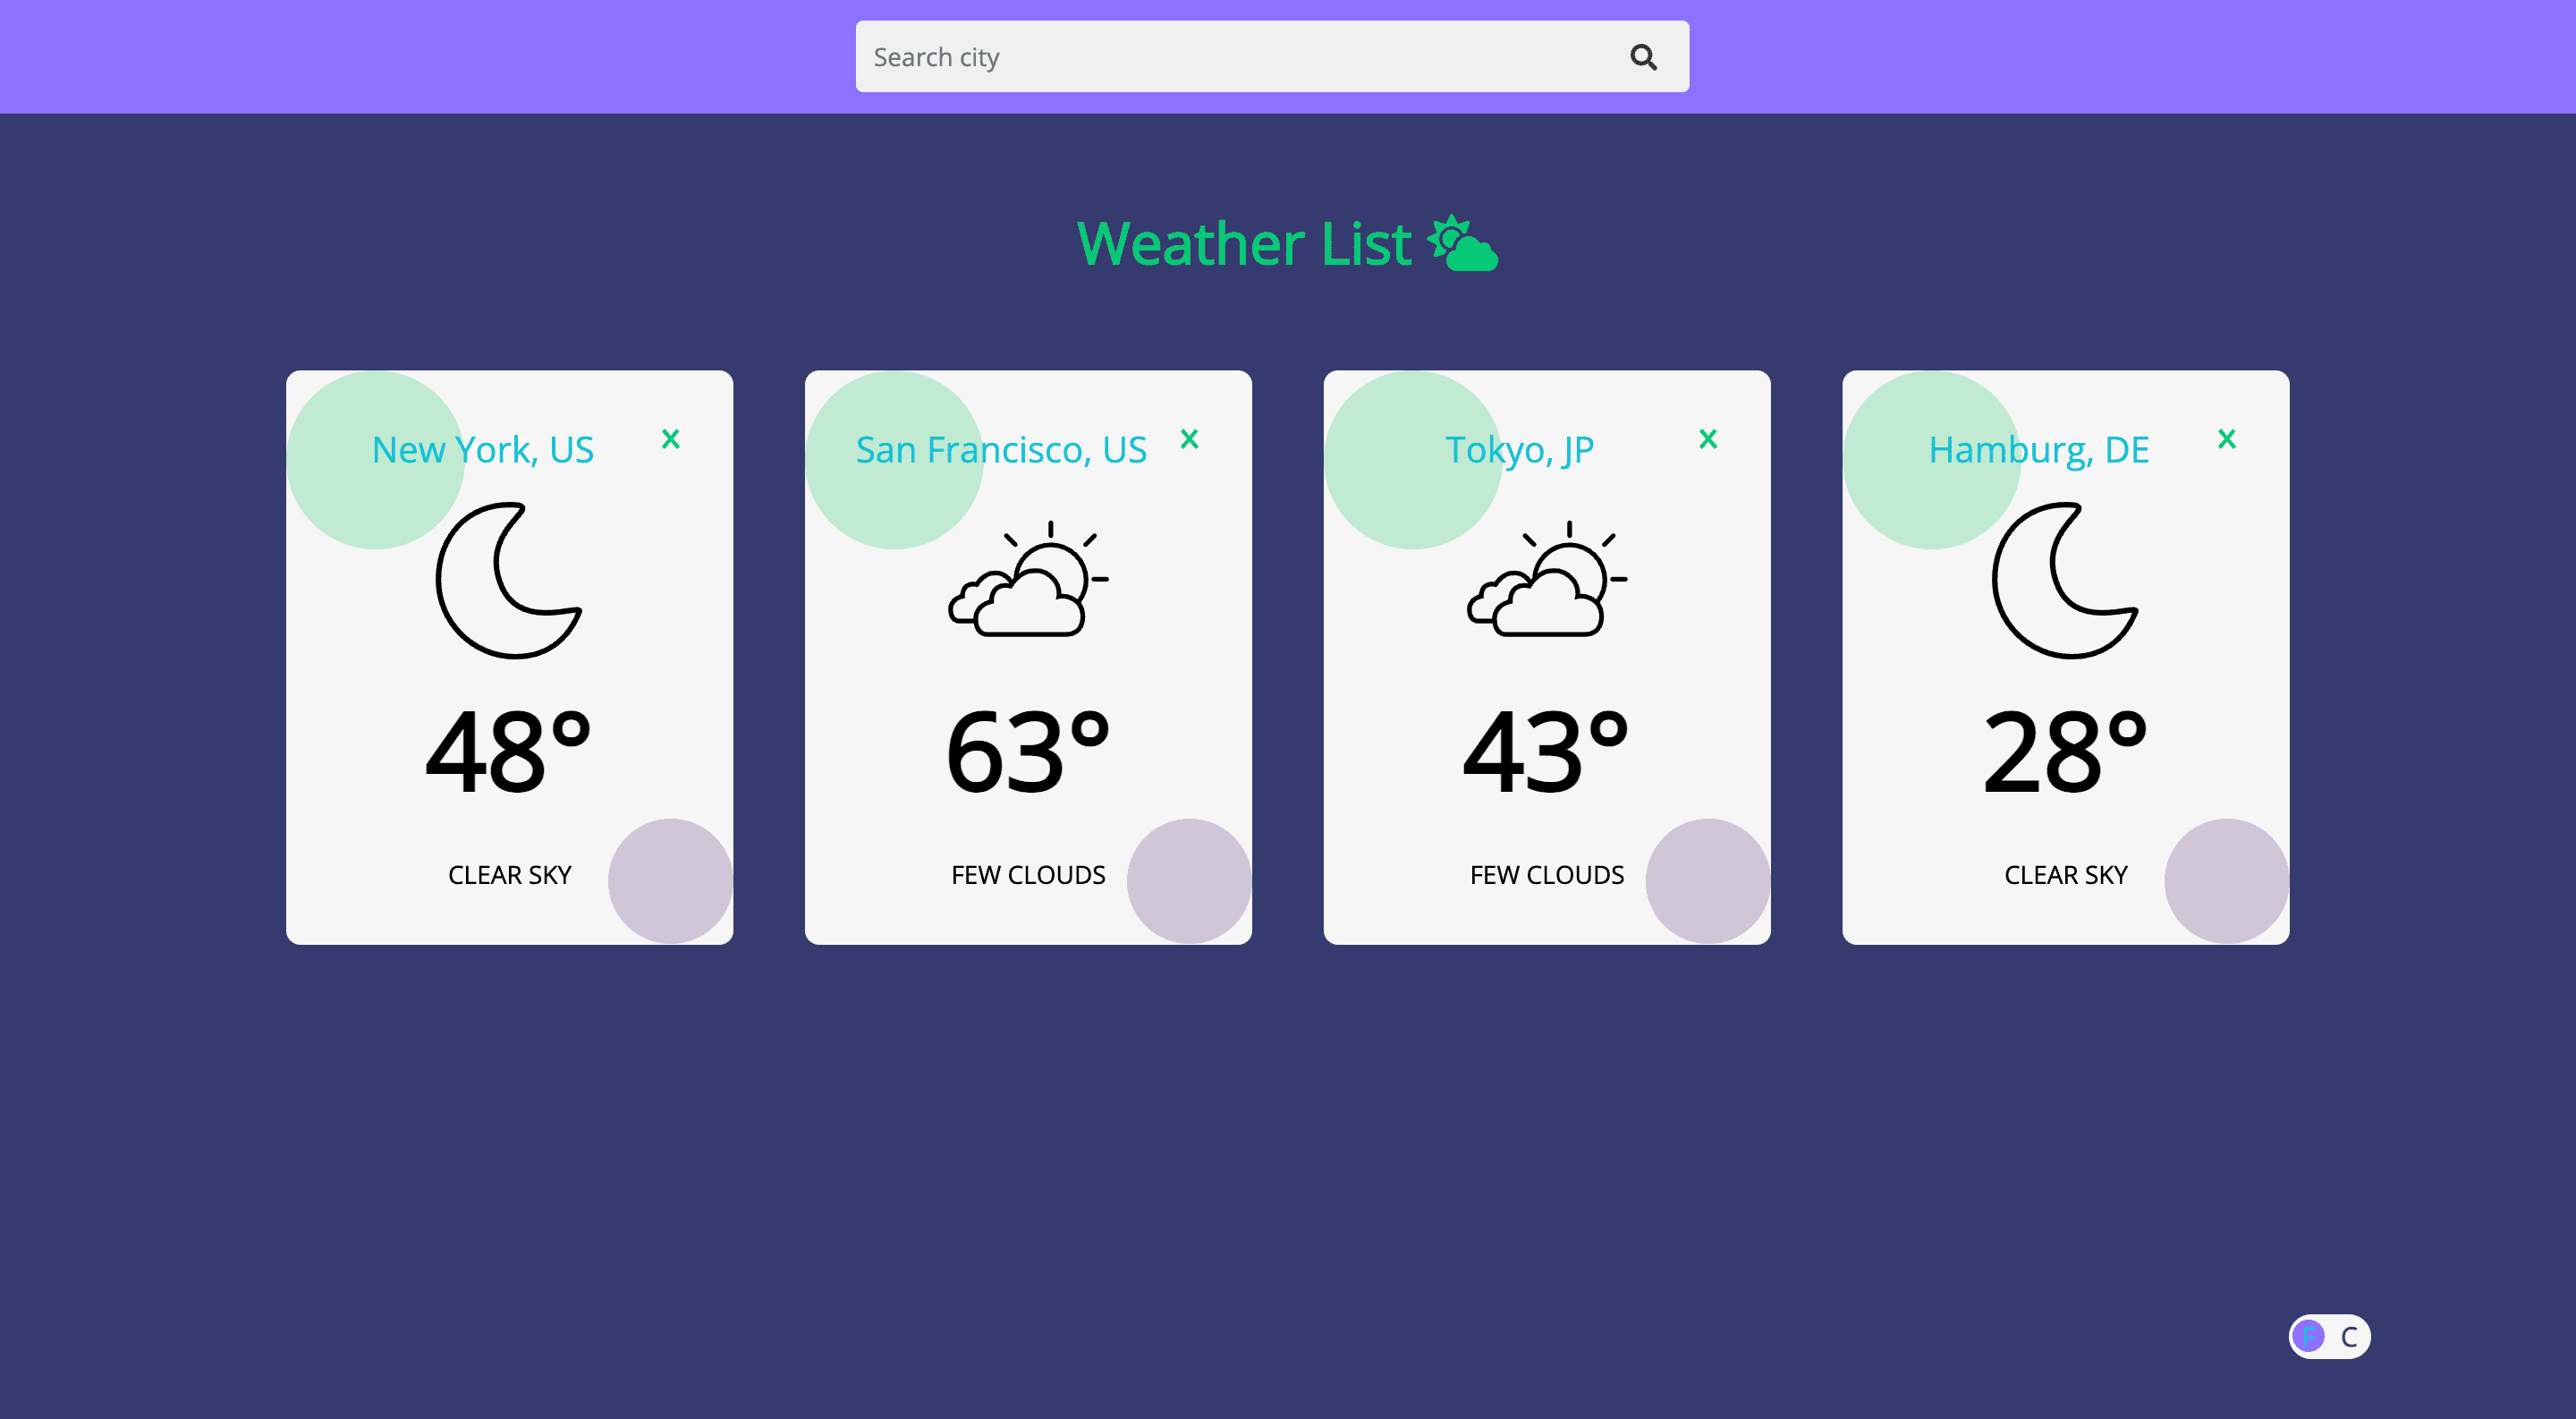 Search city
Weather List
New York, US
48°
CLEAR SKY
San Francisco, US
63°
FEW CLOUDS
Tokyo, JP
43°
FEW CLOUDS
Hamburg, DE
28°
CLEAR SKY
F C